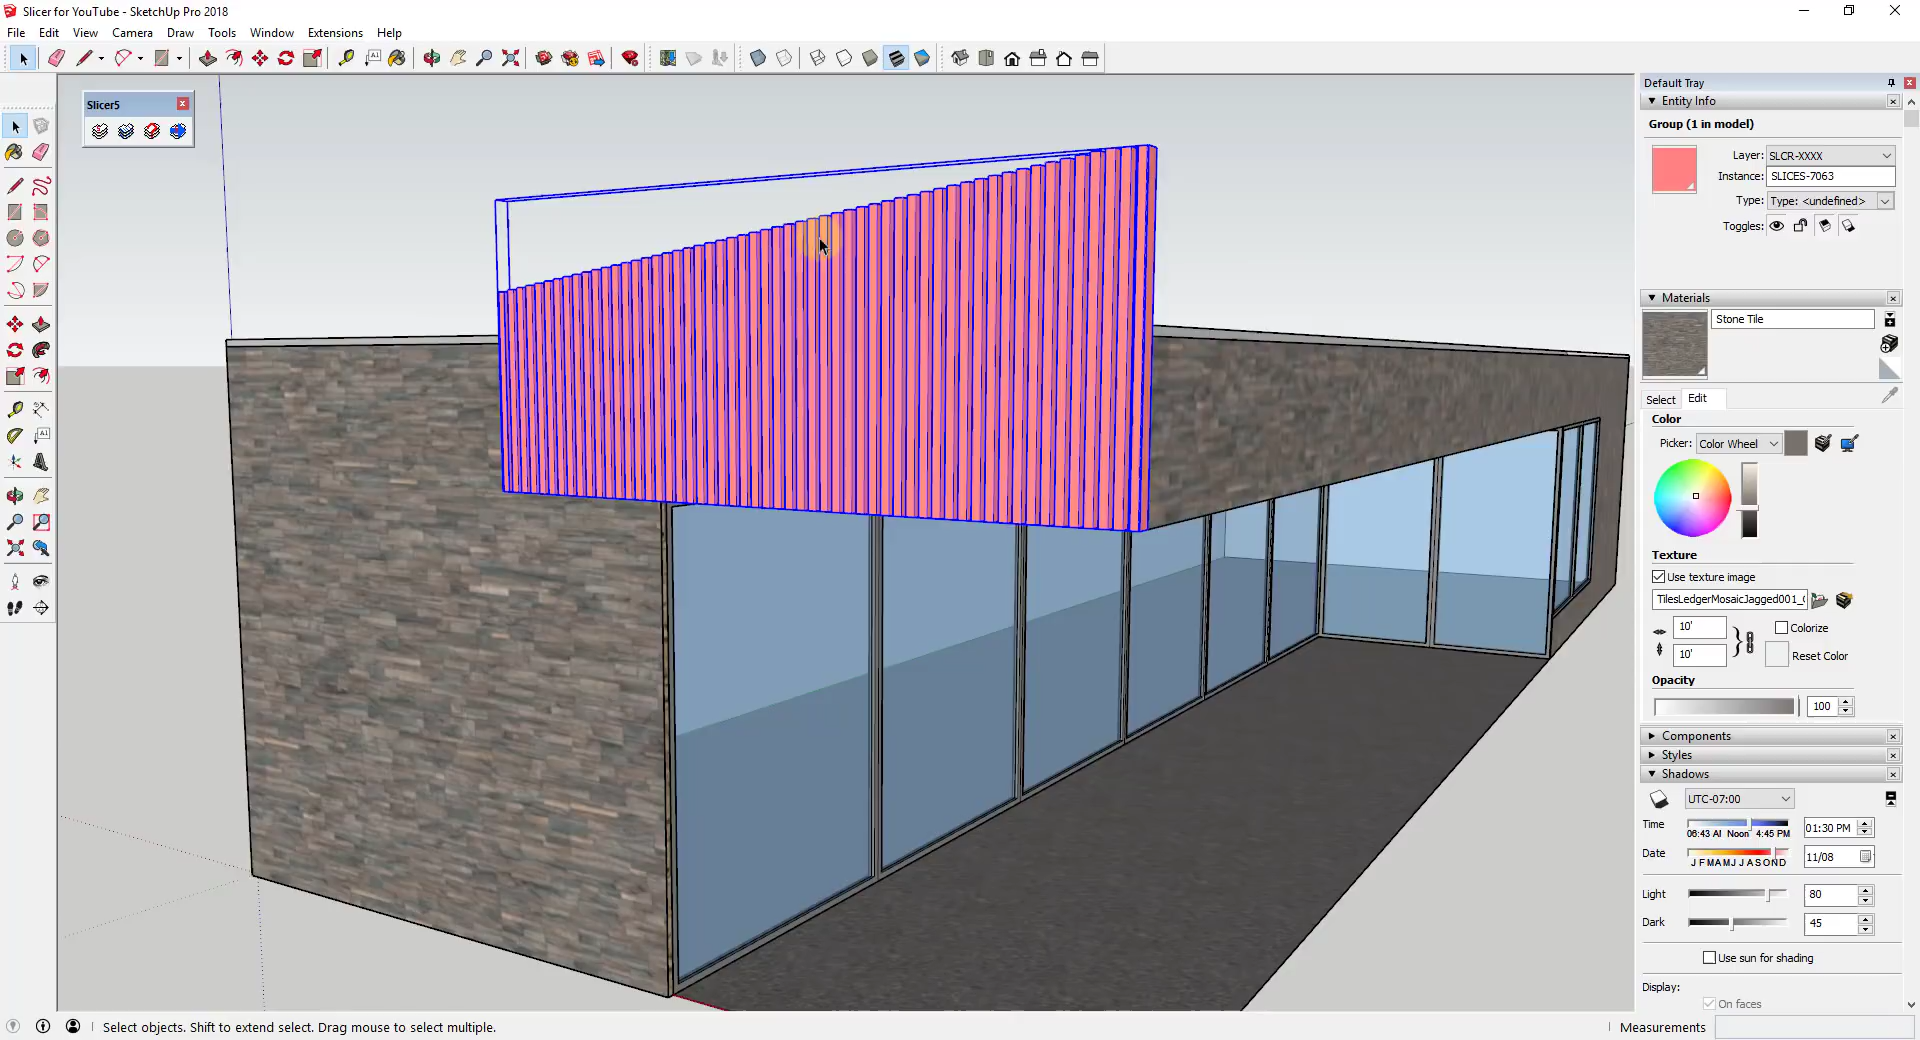 Slicer for YouTube - SketchUp Pro 2018
File Edit View Camera Draw Tools Window Extensions Help
Slicer5
Default Tray
Entity Info
Group (1 in model)
Layer: SLCR-XXXX
Instance: SLICES-7063
Type: Type: <undefined>
Toggles:
Materials
Stone Tile
Select Edit
Color
Picker: Color Wheel
Texture
Use texture image
TilesLedgerMosaicJagged001_
10'
Colorize
10'
Reset Color
Opacity
100
Components
Styles
Shadows
UTC-07:00
Time
06:43 AI Noon 4:45 PM
01:30 PM
Date
J F M A M J J A S O N D
11/08
Light
80
Dark
45
Use sun for shading
Display:
On faces
Select objects. Shift to extend select. Drag mouse to select multiple.
Measurements